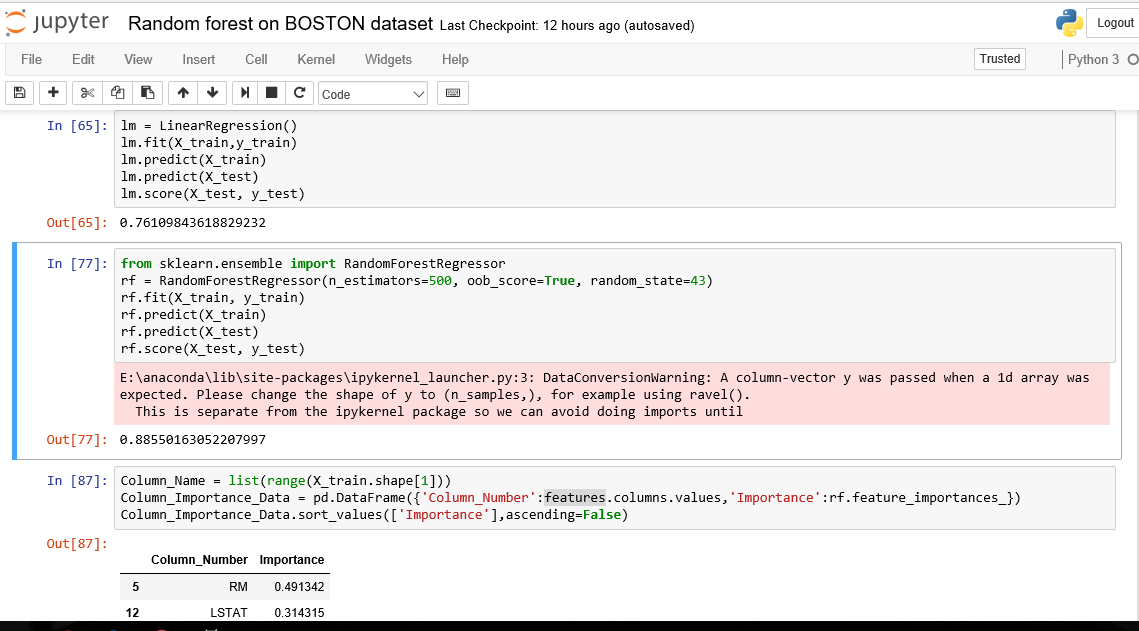 jupyter Random forest on BOSTON dataset Last Checkpoint: 12 hours ago (autosaved) Logout
File Edit View Insert Cell Kernel Widgets Help Trusted Python 3
Code
In [65]: lm = LinearRegression()
lm.fit(X_train,y_train)
lm.predict(X_train)
lm.predict(X_test)
lm.score(X_test, y_test)
Out[65]: 0.76109843618829232
In [77]: from sklearn.ensemble import RandomForestRegressor
rf = RandomForestRegressor(n_estimators=500, oob_score=True, random_state=43)
rf.fit(X_train, y_train)
rf.predict(X_train)
rf.predict(X_test)
rf.score(X_test, y_test)
E:\anaconda\lib\site-packages\ipykernel_launcher.py:3: DataConversionWarning: A column-vector y was passed when a 1d array was
expected. Please change the shape of y to (n_samples,), for example using ravel().
This is separate from the ipykernel package so we can avoid doing imports until
Out[77]: 0.88550163052207997
In [87]: Column_Name = list(range(X_train.shape[1]))
Column_Importance_Data = pd.DataFrame({'Column_Number':features.columns.values,'Importance':rf.feature_importances_})
Column_Importance_Data.sort_values(['Importance'],ascending=False)
Out[87]:
Column_Number Importance
5 RM 0.491342
12 LSTAT 0.314315